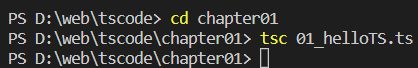 PS D:\web\tscode> cd chapter01
PS D:\web\tscode\chapter01> tsc 01_helloTS.ts
PS D:\web\tscode\chapter01>